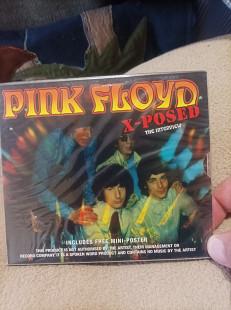 PINK FLOYD
X-POSED
THE INTERVIEW
INCLUDES FREE MINI-POSTER
THIS PRODUCT IS NOT AUTHORISED BY THE ARTIST, THEIR MANAGEMENT OR
RECORD COMPANY. IT IS A SPOKEN WORD PRODUCT AND CONTAINS NO MUSIC BY THE ARTIST